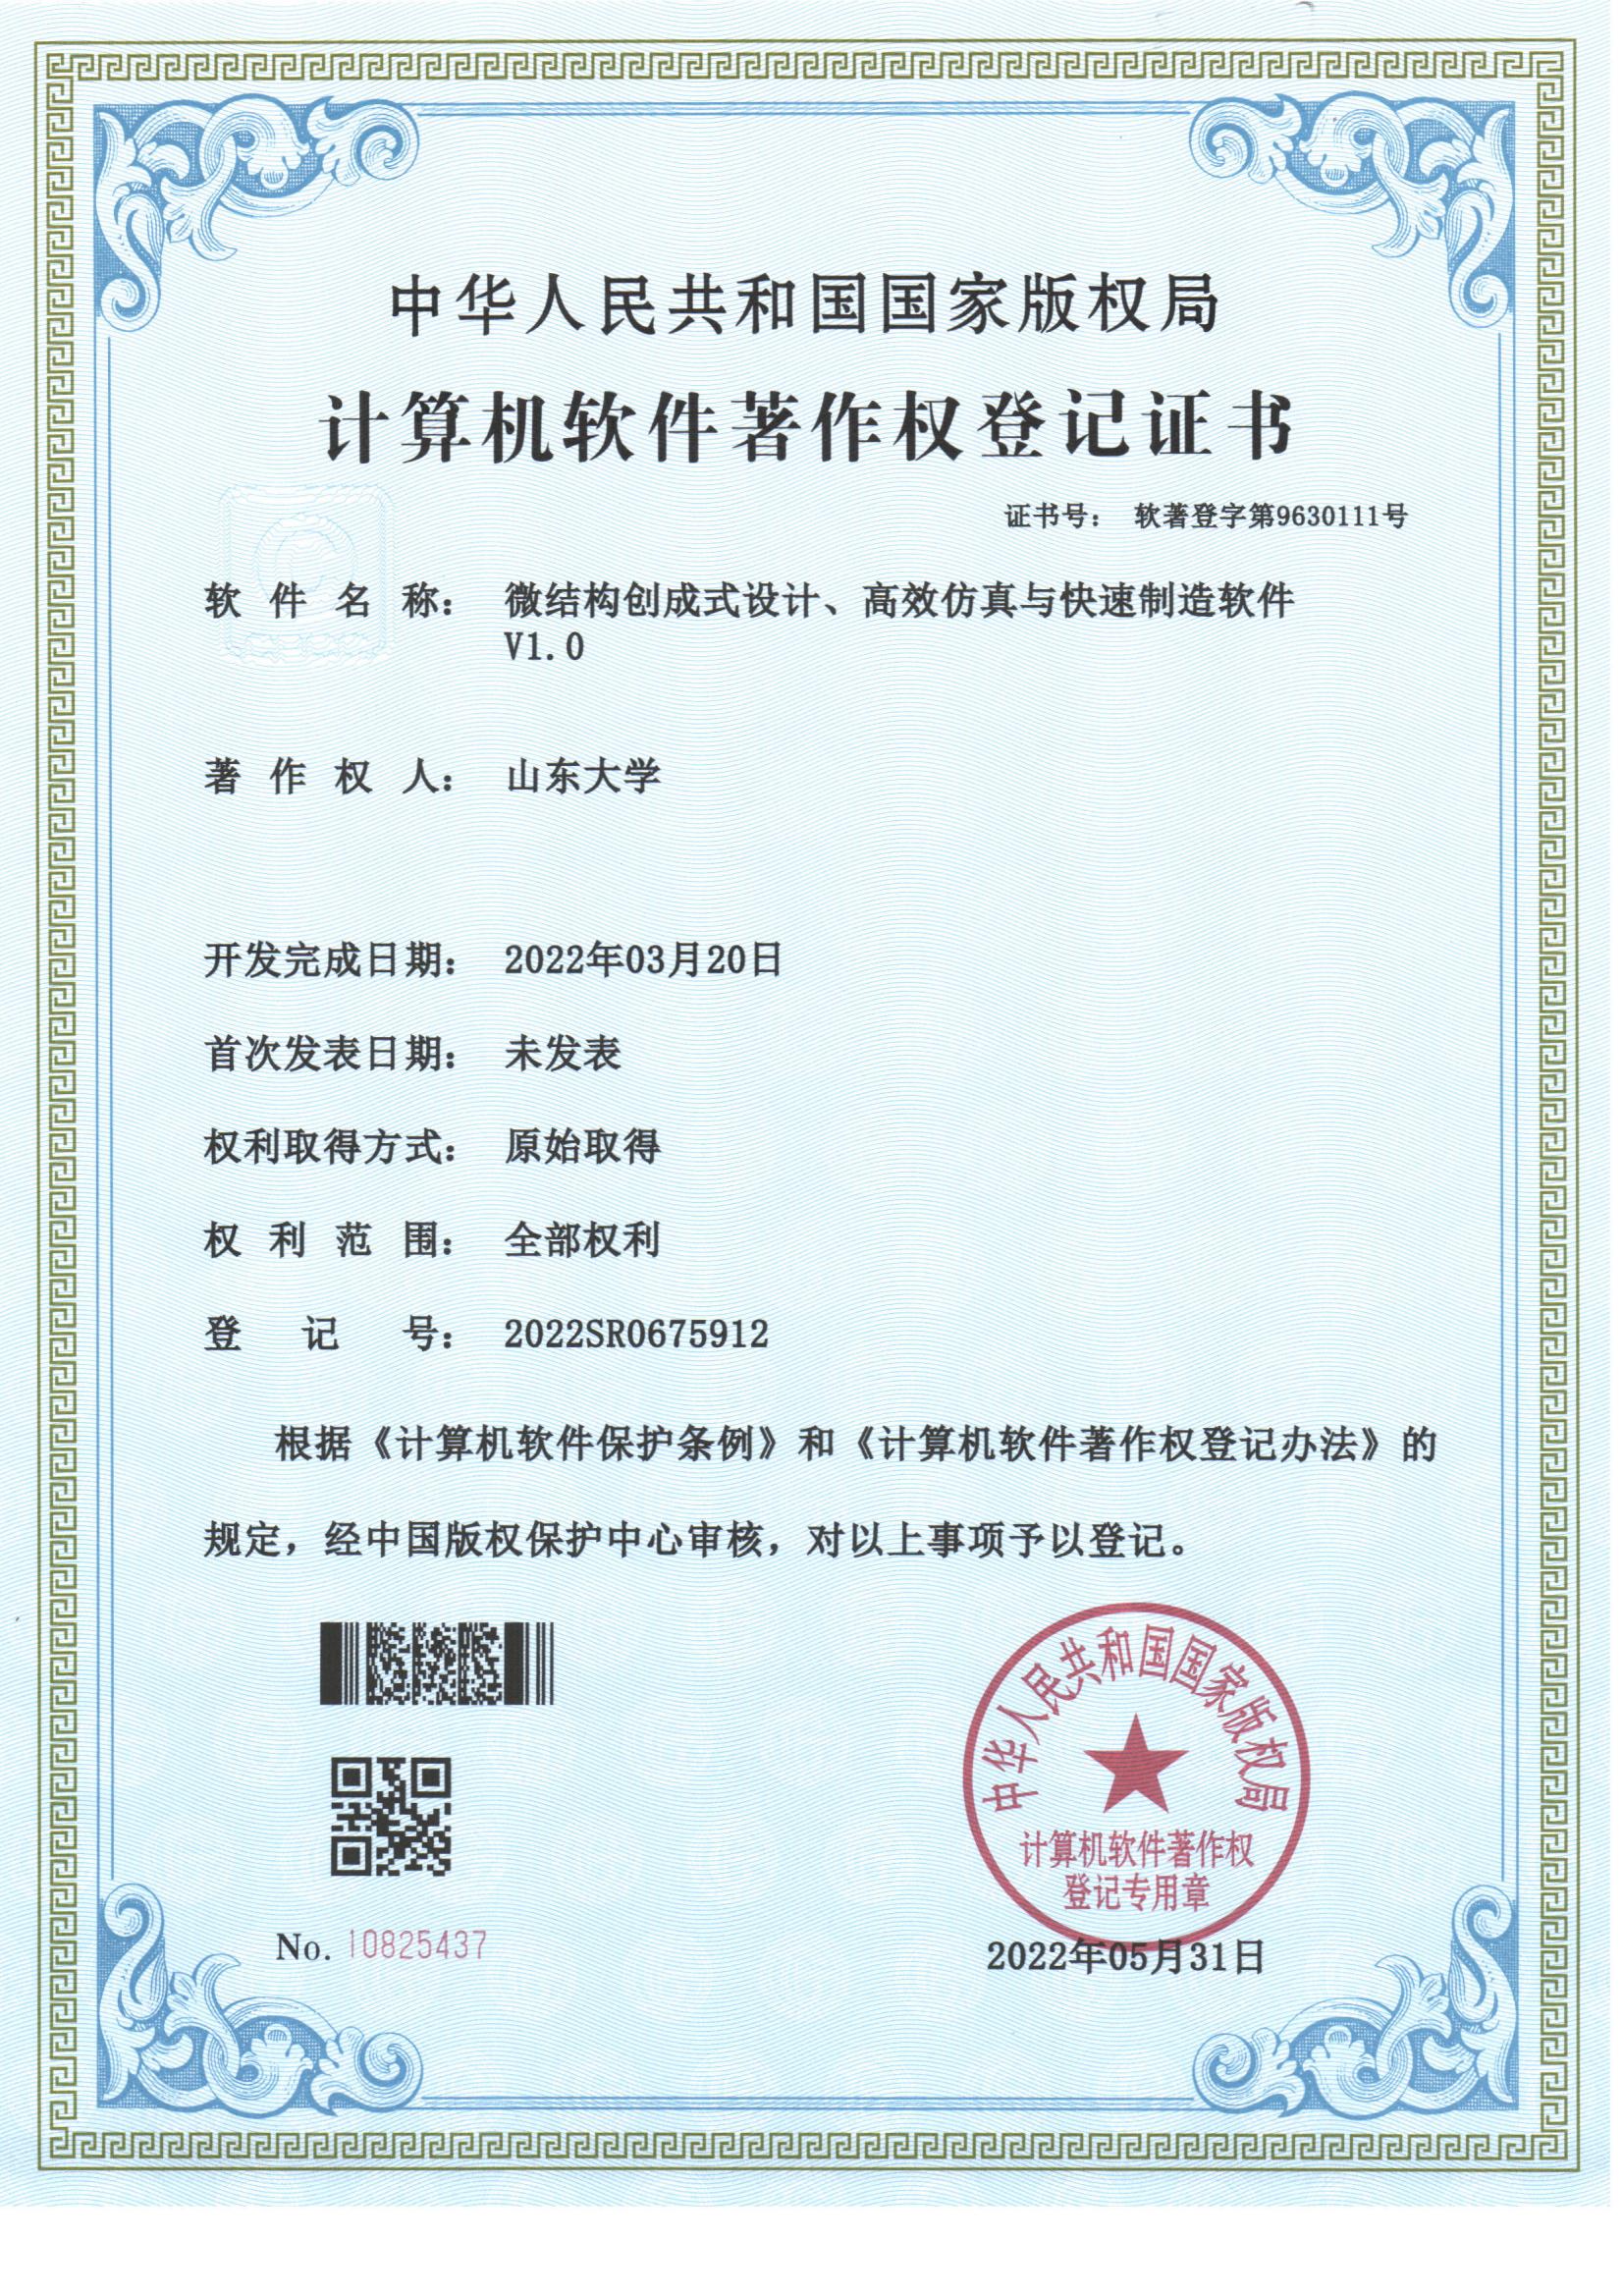 中华人民共和国国家版权局
计算机软件著作权登记证书
证书号： 软著登字第9630111号
软件名称： 微结构创成式设计、高效仿真与快速制造软件
V1.0
著作权人： 山东大学
开发完成日期： 2022年03月20日
首次发表日期： 未发表
权利取得方式： 原始取得
权利范围： 全部权利
登记号： 2022SR0675912
根据《计算机软件保护条例》和《计算机软件著作权登记办法》的
规定，经中国版权保护中心审核，对以上事项予以登记。
中华人民共和国国家版权局
计算机软件著作权
登记专用章
No. 10825437
2022年05月31日